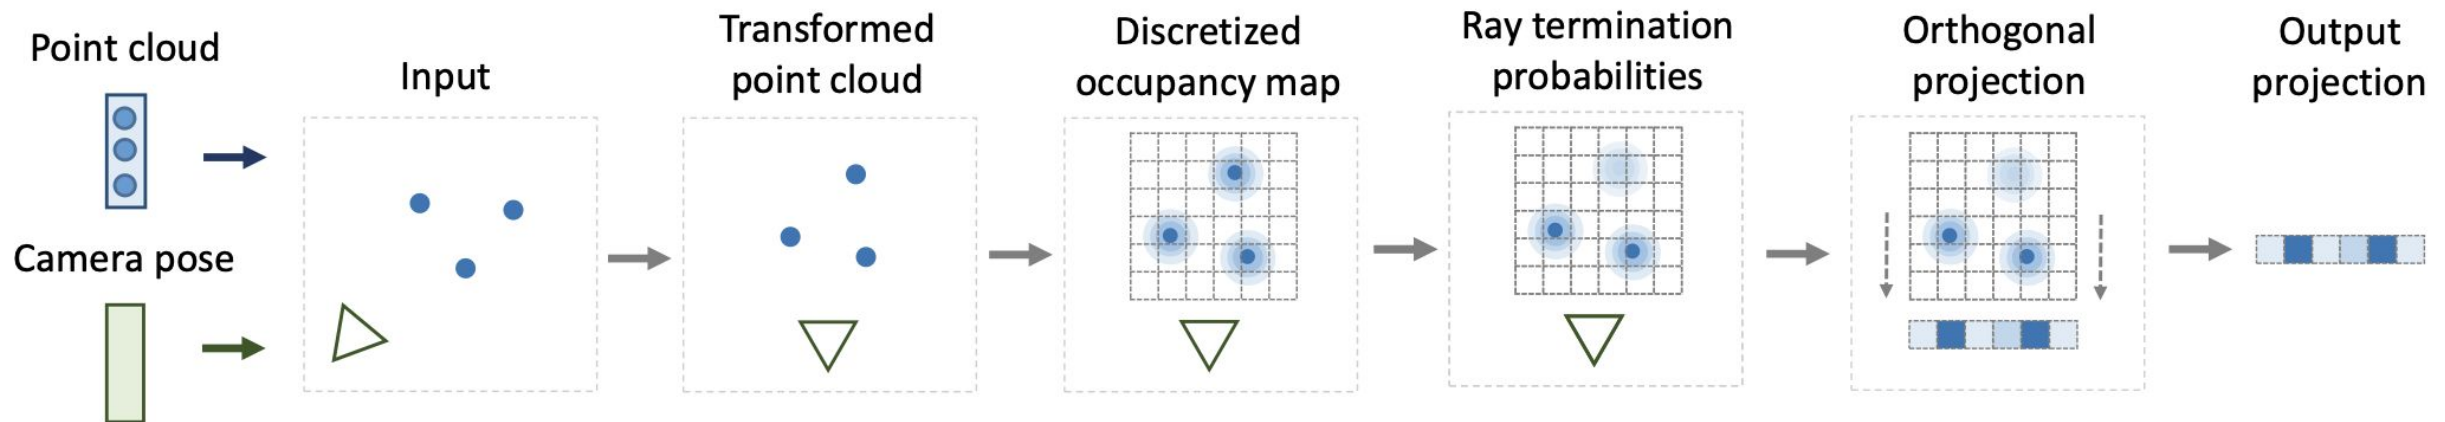 Point cloud
Camera pose
Input
Transformed
point cloud
Discretized
occupancy map
Ray termination
probabilities
Orthogonal
projection
Output
projection